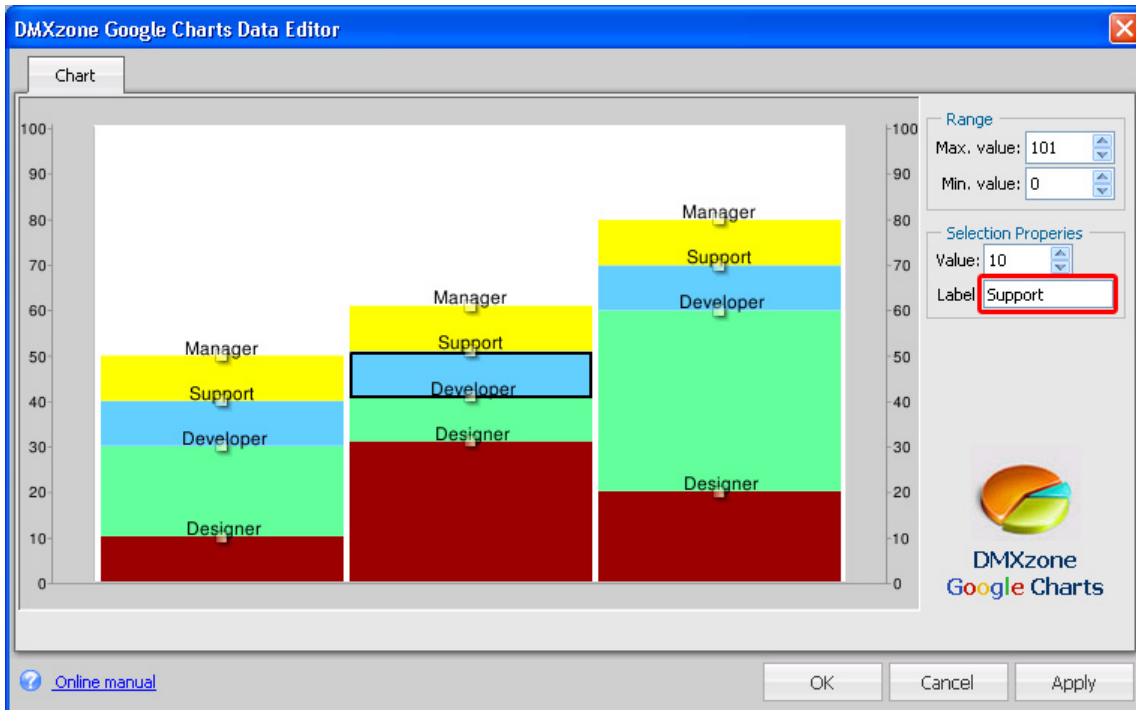 DMXzone Google Charts Data Editor
Chart
100
90
80
70
60
50
40
30
20
10
0
Manager
Support
Developer
Designer
Manager
Support
Developer
Designer
Manager
Support
Developer
Designer
100
90
80
70
60
50
40
30
20
10
0
Range
Max. value: 101
Min. value: 0
Selection Properies
Value: 10
Label Support
DMXzone
Google Charts
Online manual
OK
Cancel
Apply